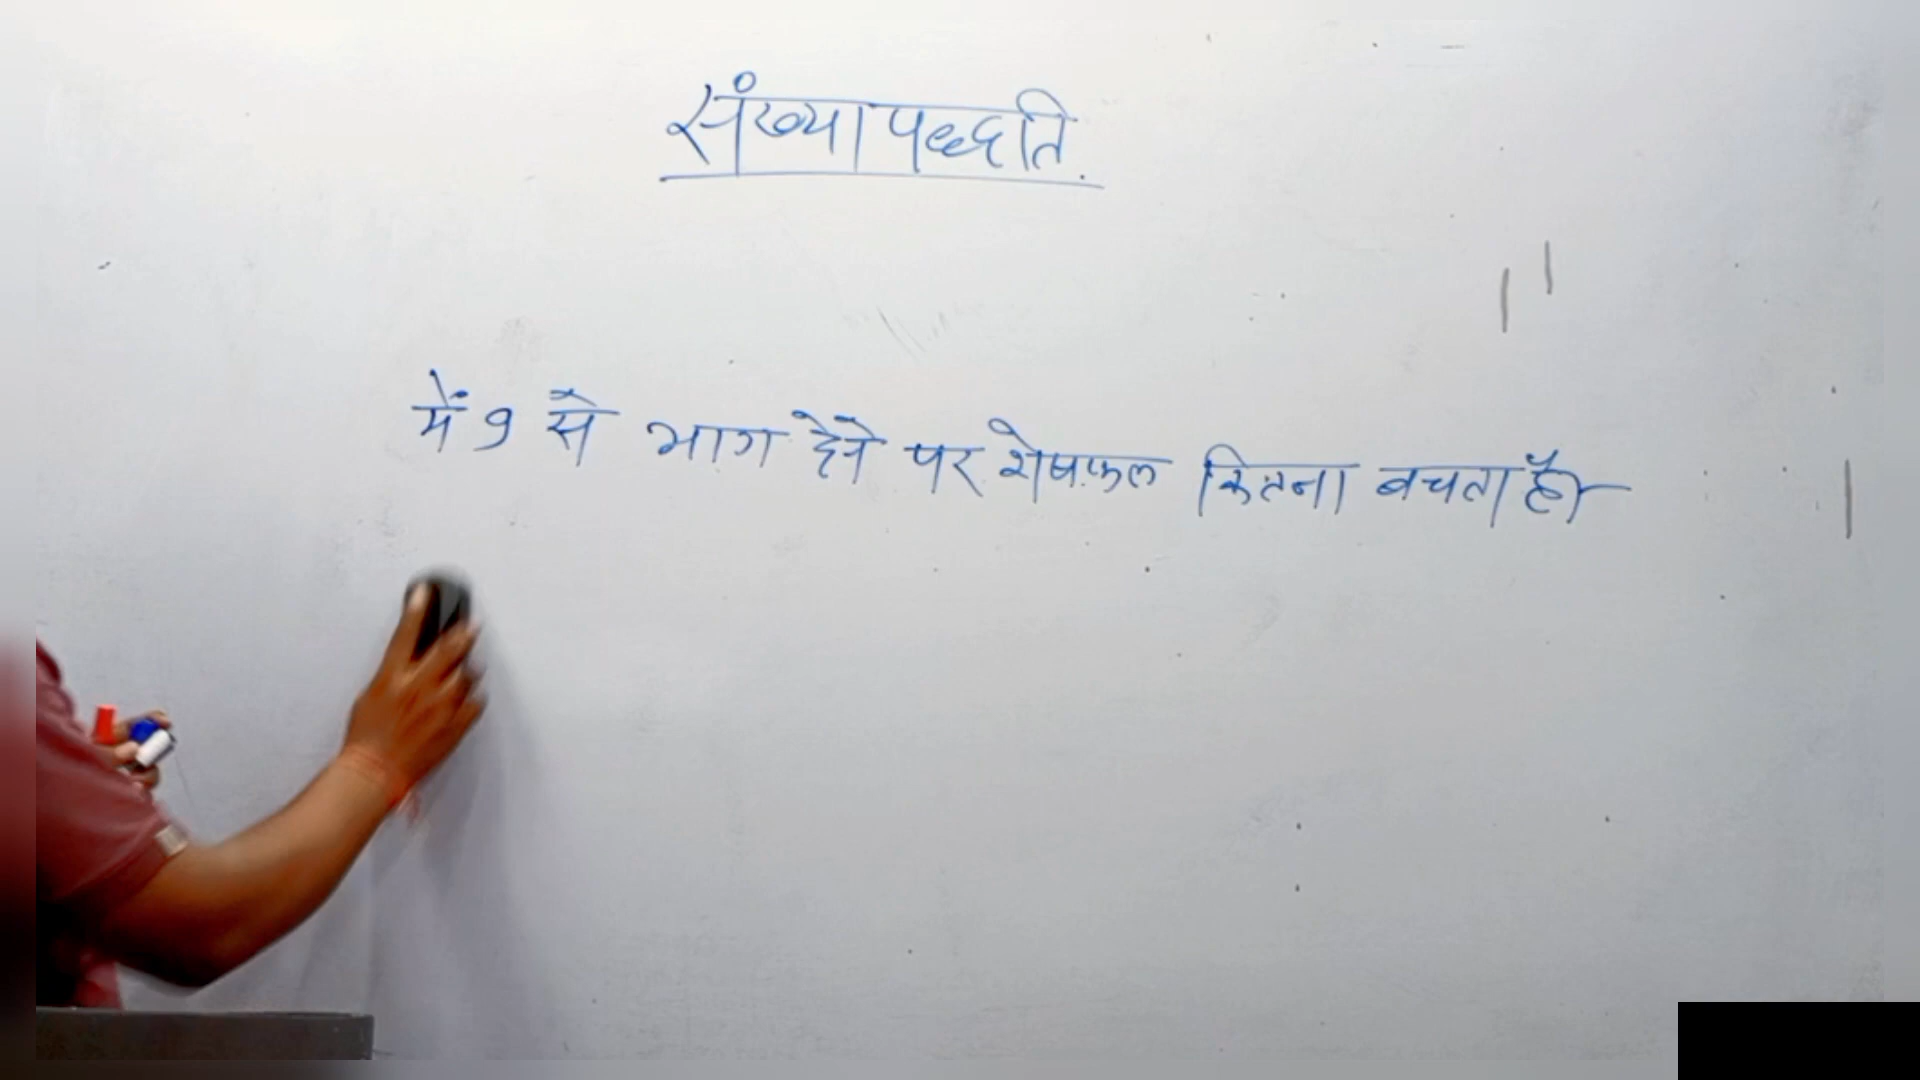 संख्या पद्धति
में 9 से भाग देने पर शेषफल कितना बचता है।